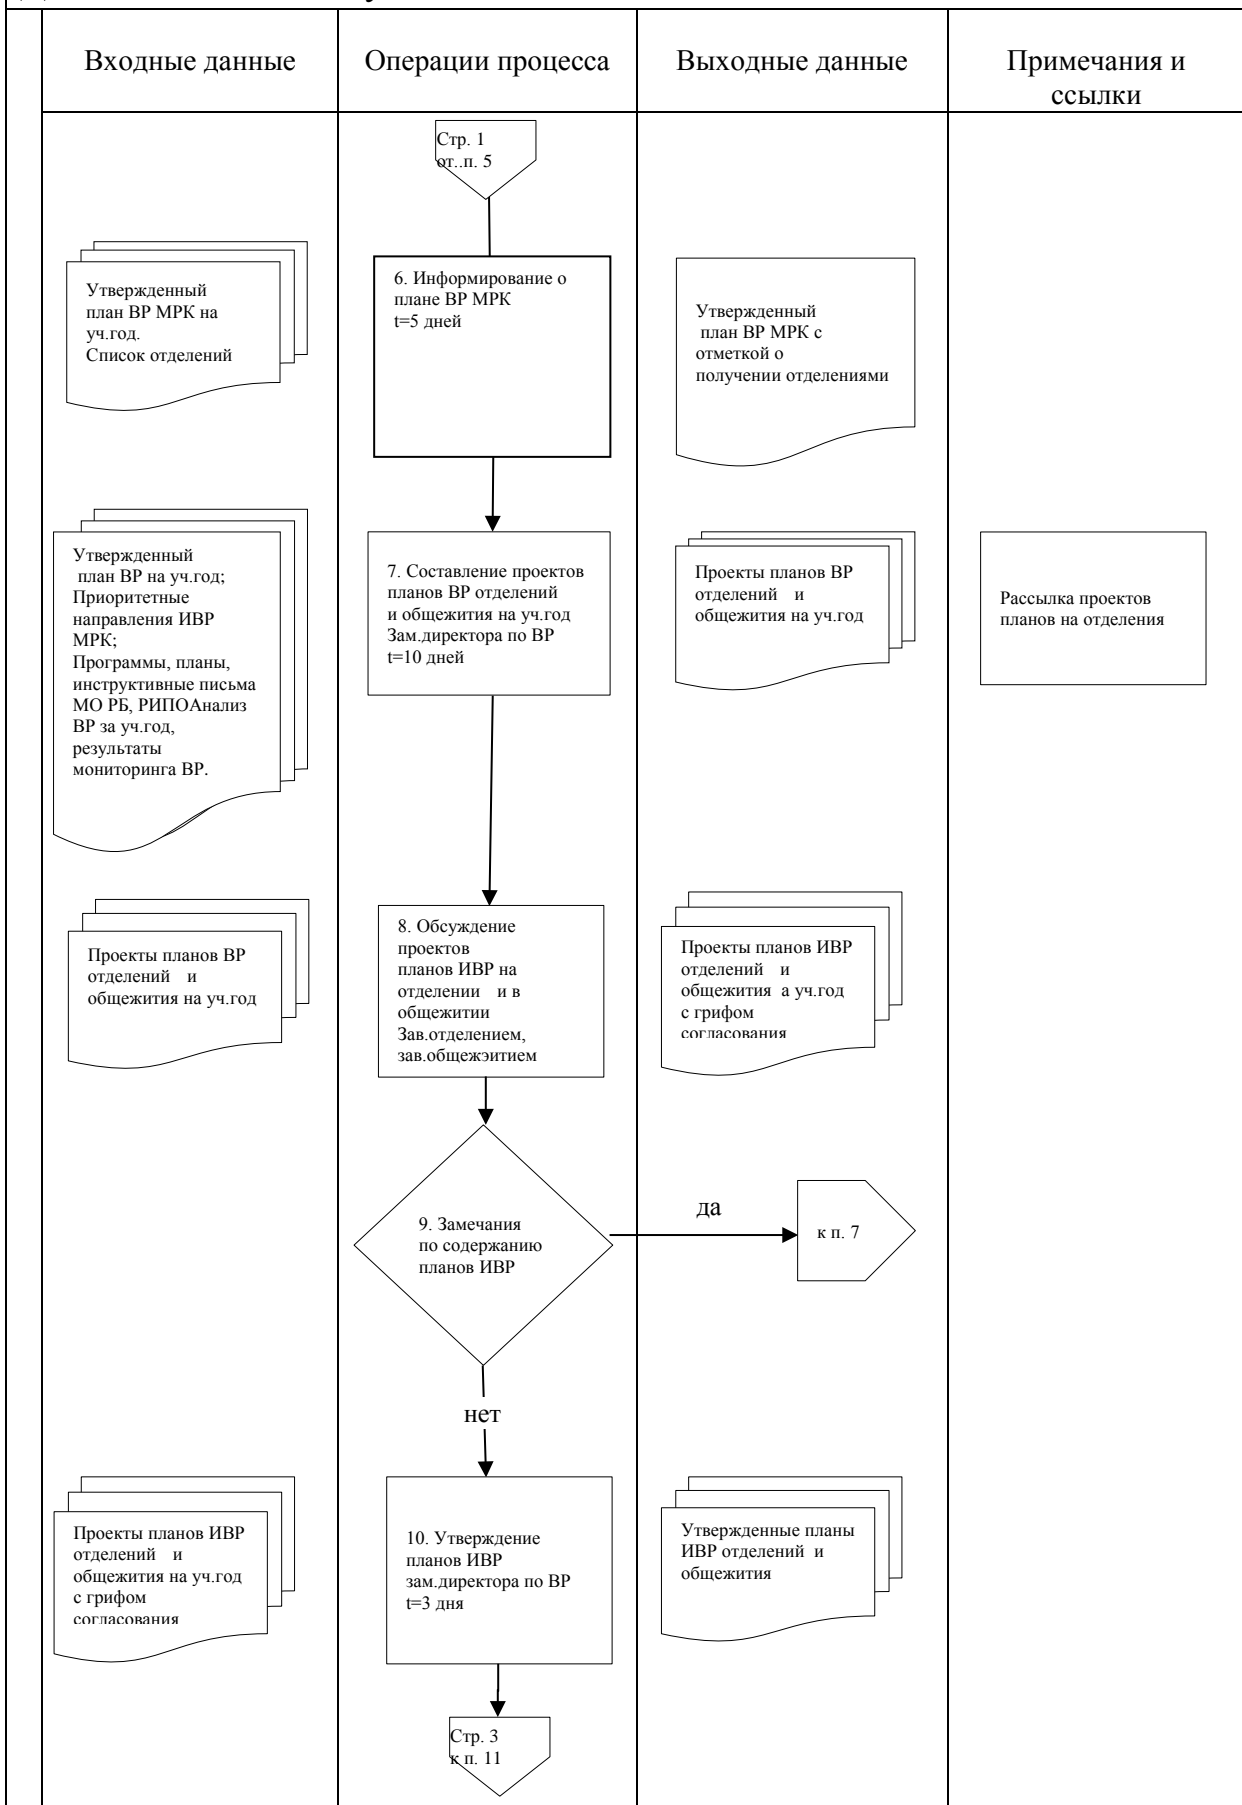 Входные данные
Операции процесса
Выходные данные
Примечания и
ссылки
Стр. 1
от..п. 5
Утвержденный
план ВР МРК на
уч.год.
Список отделений
6. Информирование о
плане ВР МРК
t=5 дней
Утвержденный
план ВР МРК с
отметкой о
получении отделениями
Утвержденный
план ВР на уч.год;
Приоритетные
направления ИВР
МРК;
Программы, планы,
инструктивные письма
МО РБ, РИПОАнализ
ВР за уч.год,
результаты
мониторинга ВР.
7. Составление проектов
планов ВР отделений
и общежития на уч.год
Зам.директора по ВР
t=10 дней
Проекты планов ВР
отделений и
общежития на уч.год
Рассылка проектов
планов на отделения
Проекты планов ВР
отделений и
общежития на уч.год
8. Обсуждение
проектов
планов ИВР на
отделении и в
общежитии
Зав.отделением,
зав.общежэитием
Проекты планов ИВР
отделений и
общежития а уч.год
с грифом
согласования
9. Замечания
по содержанию
планов ИВР
да
к п. 7
нет
Проекты планов ИВР
отделений и
общежития на уч.год
с грифом
согласования
10. Утверждение
планов ИВР
зам.директора по ВР
t=3 дня
Утвержденные планы
ИВР отделений и
общежития
Стр. 3
к п. 11